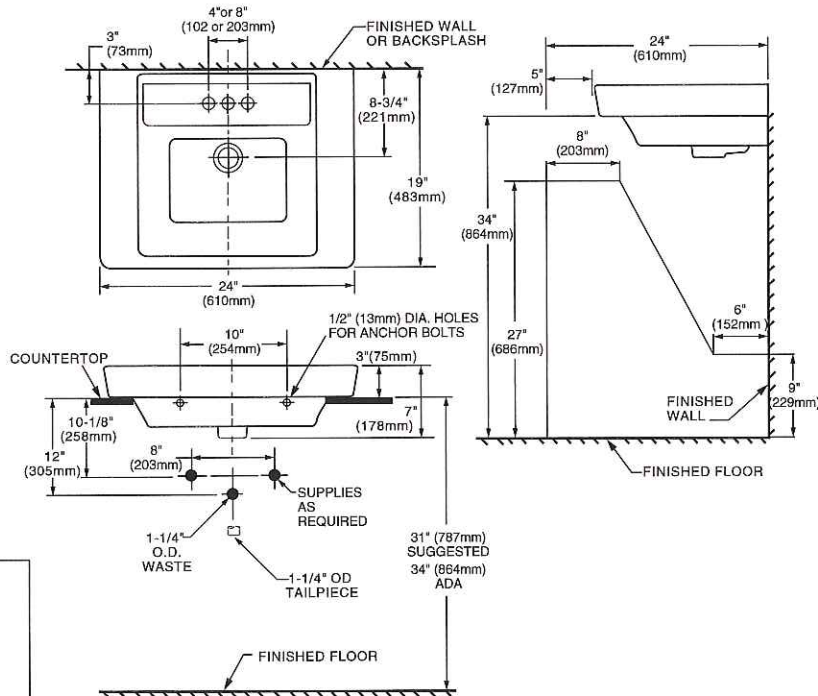 4"or 8"
(102 or 203mm)
3"
(73mm)
FINISHED WALL
OR BACKSPLASH
8-3/4"
(221mm)
19"
(483mm)
24"
(610mm)
24"
(610mm)
5"
(127mm)
8"
(203mm)
34"
(864mm)
27"
(686mm)
6"
(152mm)
9"
(229mm)
FINISHED
WALL
FINISHED FLOOR
10"
(254mm)
1/2" (13mm) DIA. HOLES
FOR ANCHOR BOLTS
COUNTERTOP
3"(75mm)
7"
(178mm)
10-1/8"
(258mm)
12"
(305mm)
8"
(203mm)
SUPPLIES
AS
REQUIRED
1-1/4"
O.D.
WASTE
1-1/4" OD
TAILPIECE
31" (787mm)
SUGGESTED
34" (864mm)
ADA
FINISHED FLOOR